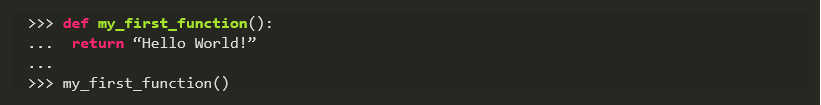 >>> def my_first_function():
...  return “Hello World!”
...
>>> my_first_function()